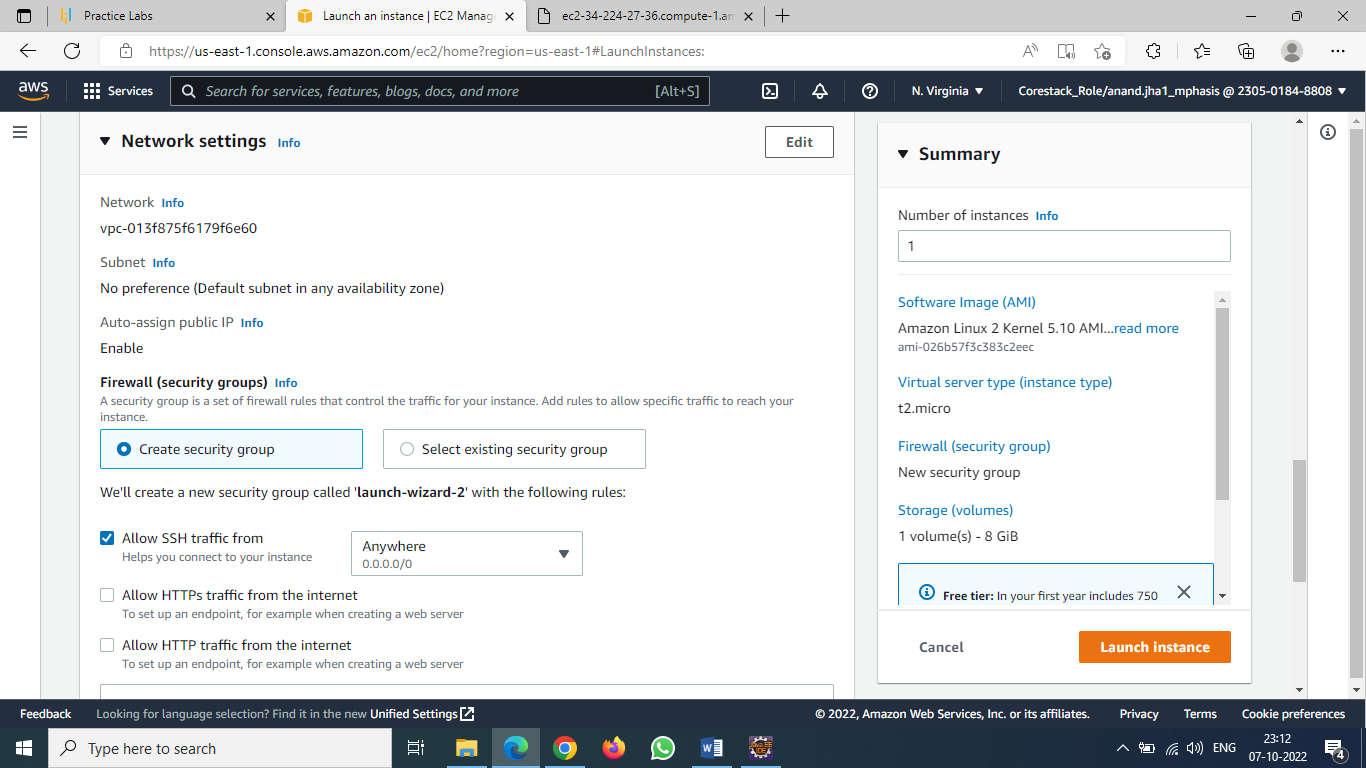 Practice Labs
Launch an instance | EC2 Manag
ec2-34-224-27-36.compute-1.am
https://us-east-1.console.aws.amazon.com/ec2/home?region=us-east-1#LaunchInstances:
aws
Services
Search for services, features, blogs, docs, and more
[Alt+S]
N. Virginia
Corestack_Role/anand.jha1_mphasis @ 2305-0184-8808
Network settings Info
Edit
Network Info
vpc-013f875f6179f6e60
Subnet Info
No preference (Default subnet in any availability zone)
Auto-assign public IP Info
Enable
Firewall (security groups) Info
A security group is a set of firewall rules that control the traffic for your instance. Add rules to allow specific traffic to reach your
instance.
Create security group
Select existing security group
We'll create a new security group called 'launch-wizard-2' with the following rules:
Allow SSH traffic from
Helps you connect to your instance
Anywhere
0.0.0.0/0
Allow HTTPs traffic from the internet
To set up an endpoint, for example when creating a web server
Allow HTTP traffic from the internet
To set up an endpoint, for example when creating a web server
Summary
Number of instances Info
1
Software Image (AMI)
Amazon Linux 2 Kernel 5.10 AMI...read more
ami-026b57f3c383c2eec
Virtual server type (instance type)
t2.micro
Firewall (security group)
New security group
Storage (volumes)
1 volume(s) - 8 GiB
Free tier: In your first year includes 750
Cancel
Launch instance
Feedback
Looking for language selection? Find it in the new Unified Settings
© 2022, Amazon Web Services, Inc. or its affiliates.
Privacy
Terms
Cookie preferences
Type here to search
ENG
23:12
07-10-2022
4